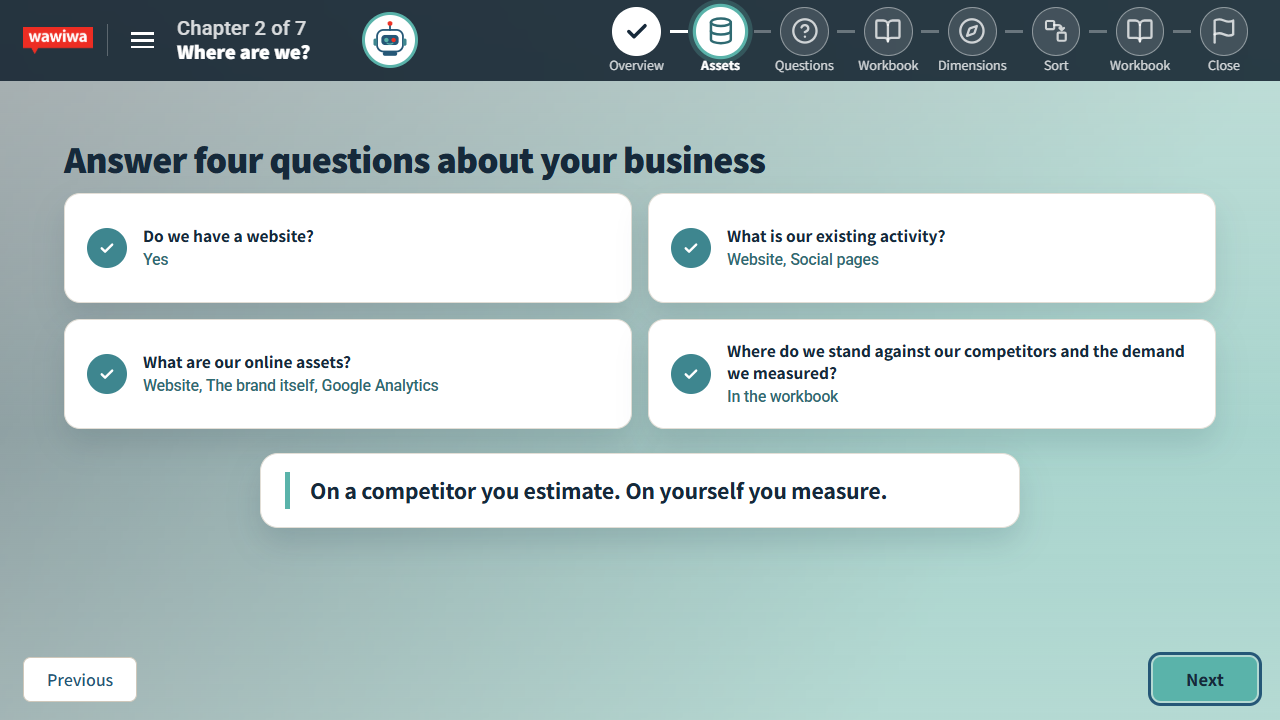 wawiwa
Chapter 2 of 7
Where are we?
Overview
Assets
Questions
Workbook
Dimensions
Sort
Workbook
Close
Answer four questions about your business
Do we have a website?
Yes
What is our existing activity?
Website, Social pages
What are our online assets?
Website, The brand itself, Google Analytics
Where do we stand against our competitors and the demand
we measured?
In the workbook
On a competitor you estimate. On yourself you measure.
Previous
Next